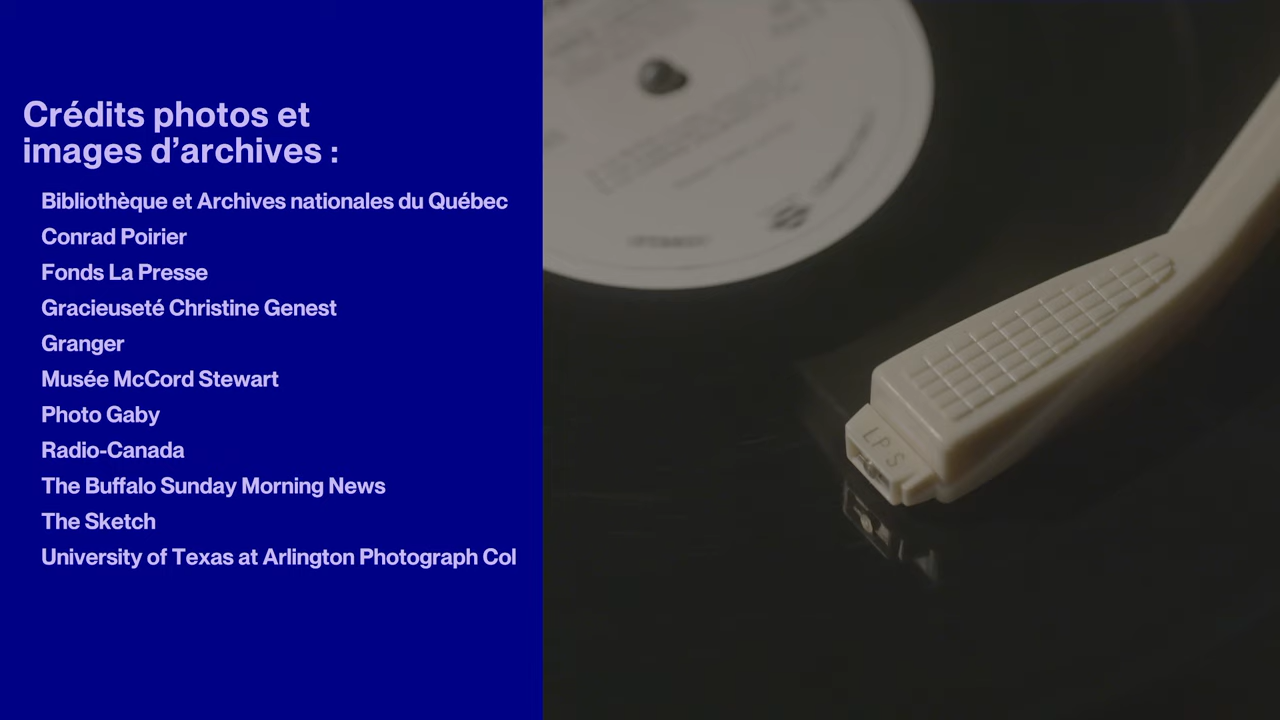 Crédits photos et
images d’archives :
Bibliothèque et Archives nationales du Québec
Conrad Poirier
Fonds La Presse
Gracieuseté Christine Genest
Granger
Musée McCord Stewart
Photo Gaby
Radio-Canada
The Buffalo Sunday Morning News
The Sketch
University of Texas at Arlington Photograph Col
LP S